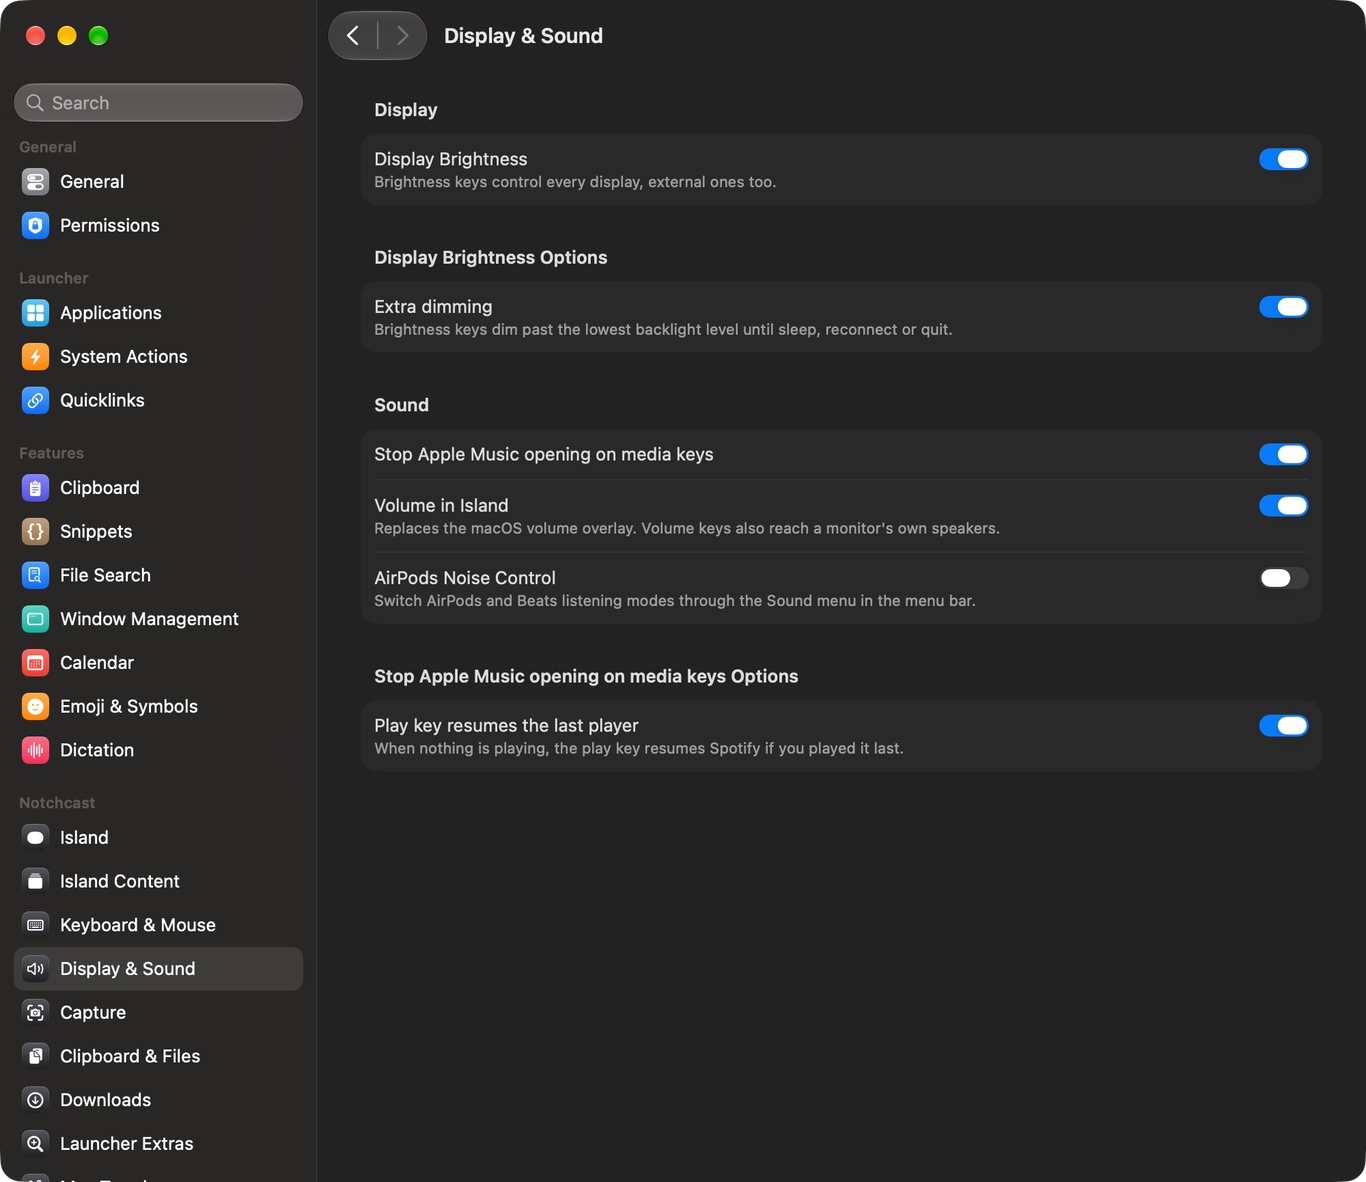 Display & Sound
Search
General
General
Permissions
Launcher
Applications
System Actions
Quicklinks
Features
Clipboard
Snippets
File Search
Window Management
Calendar
Emoji & Symbols
Dictation
Notchcast
Island
Island Content
Keyboard & Mouse
Display & Sound
Capture
Clipboard & Files
Downloads
Launcher Extras
Display
Display Brightness
Brightness keys control every display, external ones too.
Display Brightness Options
Extra dimming
Brightness keys dim past the lowest backlight level until sleep, reconnect or quit.
Sound
Stop Apple Music opening on media keys
Volume in Island
Replaces the macOS volume overlay. Volume keys also reach a monitor's own speakers.
AirPods Noise Control
Switch AirPods and Beats listening modes through the Sound menu in the menu bar.
Stop Apple Music opening on media keys Options
Play key resumes the last player
When nothing is playing, the play key resumes Spotify if you played it last.